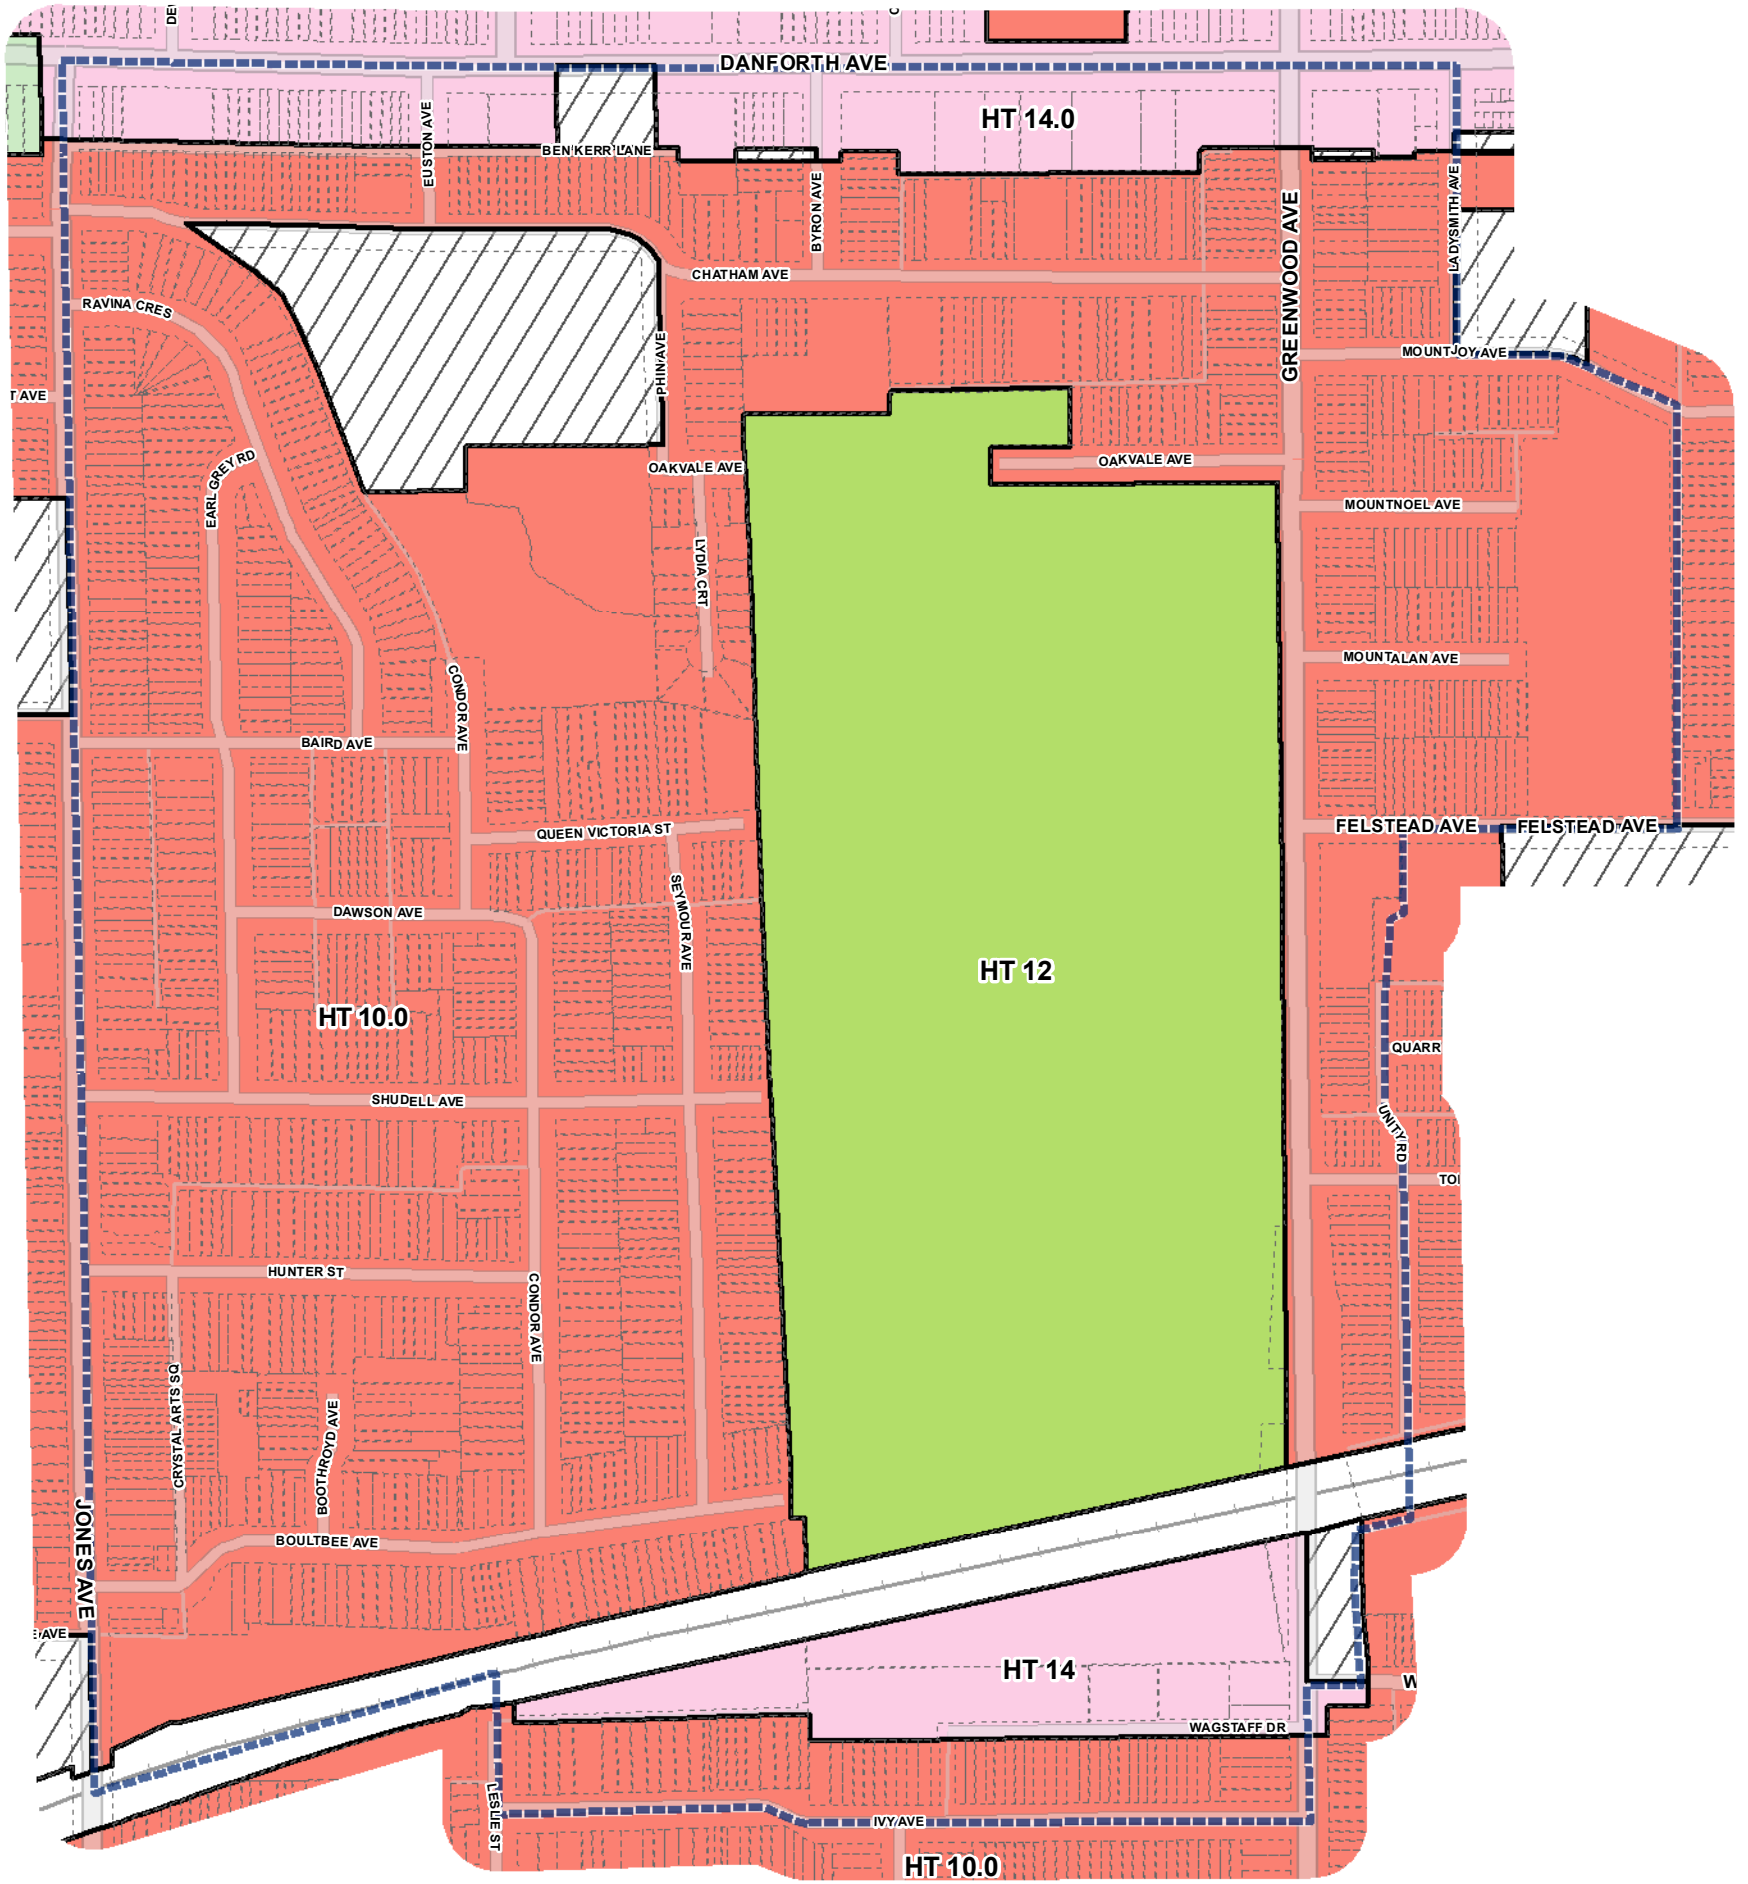 DANFORTH AVE
HT 14.0
EUSTON AVE
BEN KERR LANE
BYRON AVE
LADYSMITH AVE
GREENWOOD AVE
CHATHAM AVE
RAVINA CRES
PHIN AVE
MOUNTJOY AVE
T AVE
EARL GREY RD
OAKVALE AVE
OAKVALE AVE
MOUNTNOEL AVE
LYDIA CRT
MOUNTALAN AVE
CONDOR AVE
BAIRD AVE
QUEEN VICTORIA ST
FELSTEAD AVE
FELSTEAD AVE
SEYMOUR AVE
DAWSON AVE
HT 12
HT 10.0
QUARR
SHUDELL AVE
UNITY RD
HUNTER ST
CONDOR AVE
CRYSTAL ARTS SQ
BOOTHROYD AVE
JONES AVE
BOULTBEE AVE
E AVE
HT 14
W
WAGSTAFF DR
LESLIE ST
IVY AVE
HT 10.0